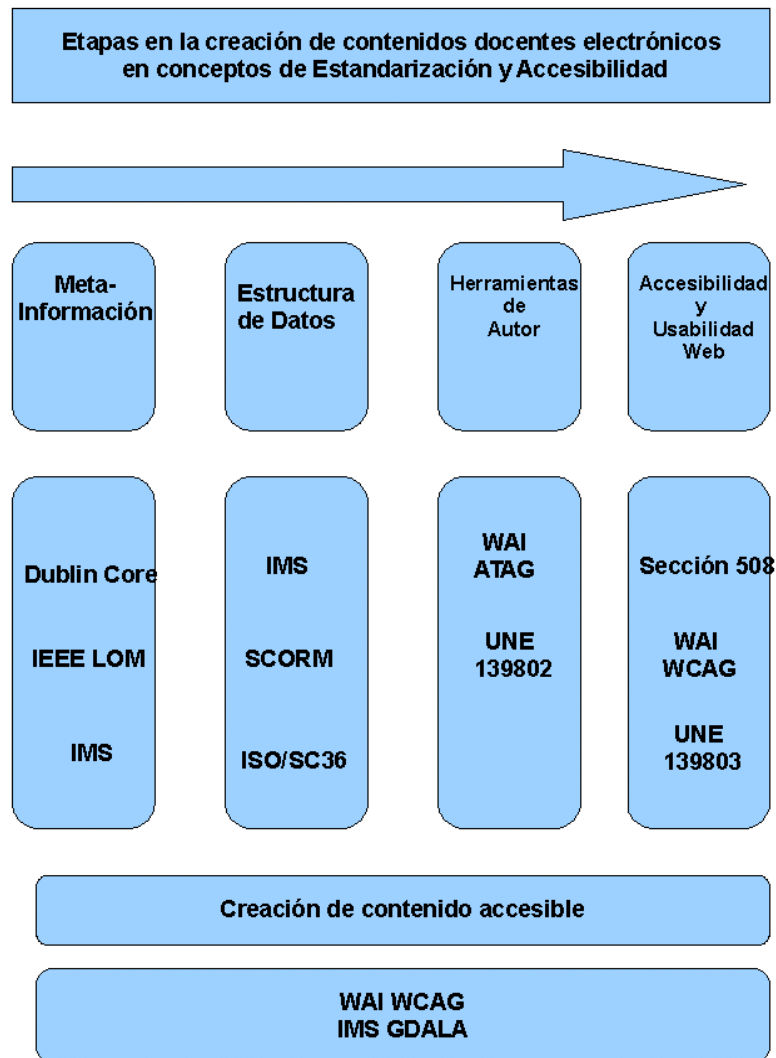 Etapas en la creación de contenidos docentes electrónicos
en conceptos de Estandarización y Accesibilidad
Meta-
Información
Estructura
de Datos
Herramientas
de
Autor
Accesibilidad
y
Usabilidad
Web
Dublin Core
IEEE LOM
IMS
IMS
SCORM
ISO/SC36
WAI
ATAG
UNE
139802
Sección 508
WAI
WCAG
UNE
139803
Creación de contenido accesible
WAI WCAG
IMS GDALA